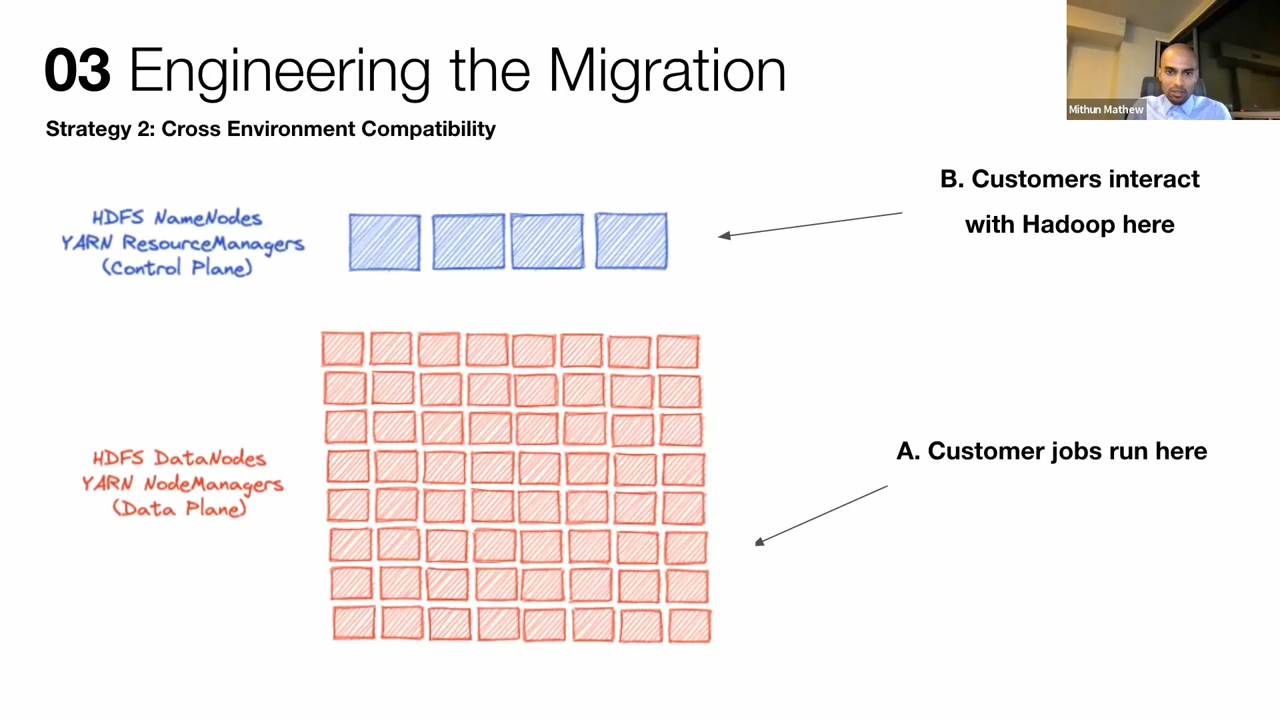 03 Engineering the Migration
Strategy 2: Cross Environment Compatibility
Mithun Mathew
HDFS NameNodes
YARN ResourceManagers
(Control Plane)
B. Customers interact
with Hadoop here
HDFS DataNodes
YARN NodeManagers
(Data Plane)
A. Customer jobs run here